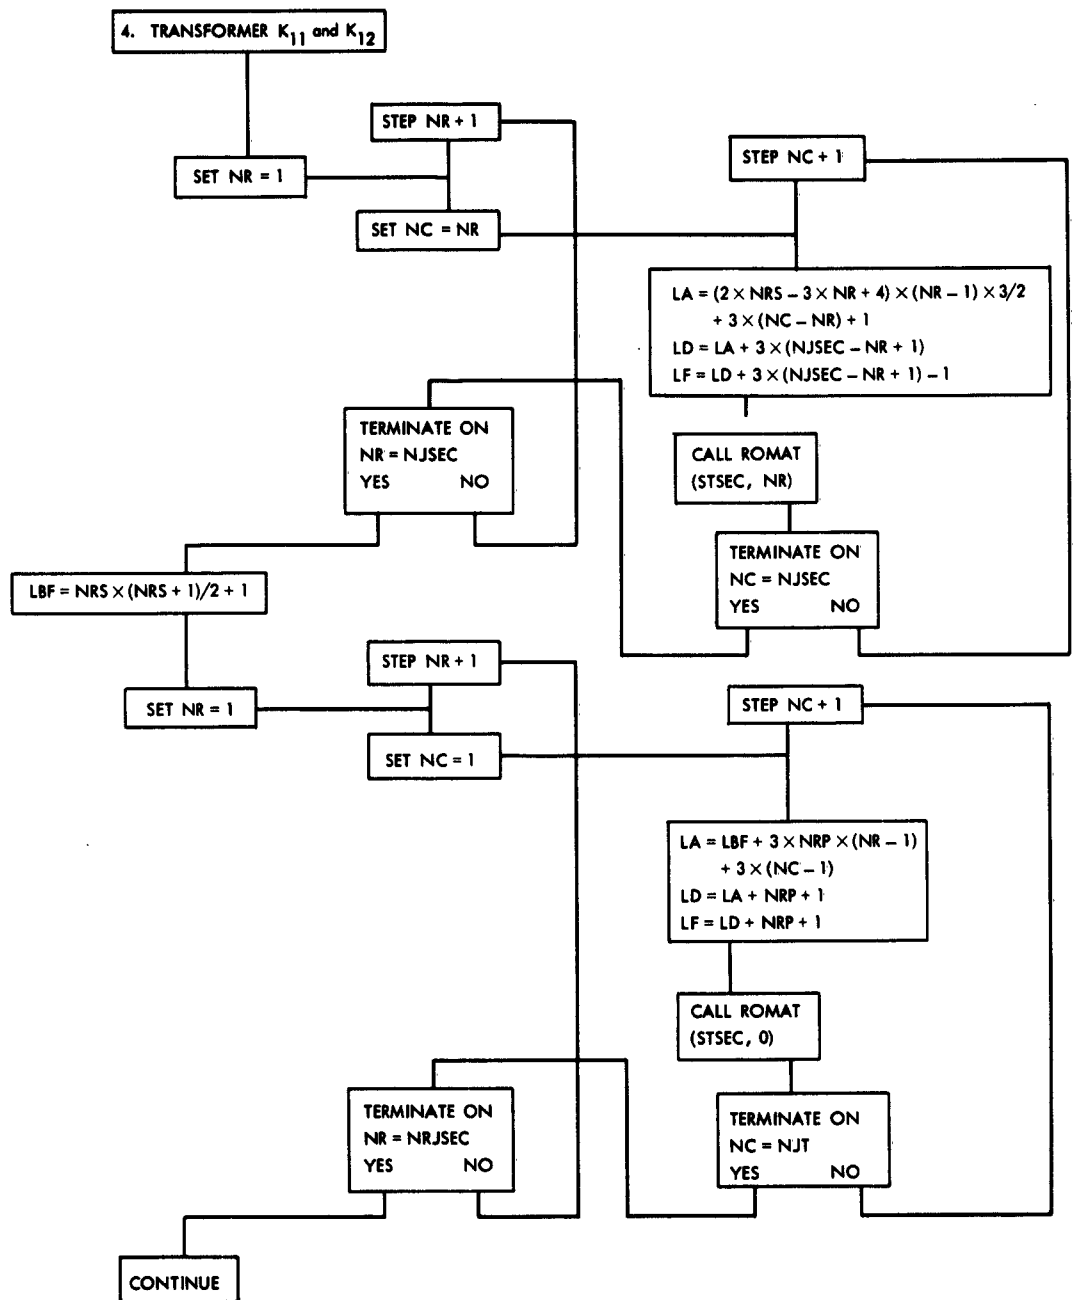 4. TRANSFORMER K11 and K12
STEP NR + 1
SET NR = 1
SET NC = NR
STEP NC + 1
LA = (2 × NRS – 3 × NR + 4) × (NR – 1) × 3/2
+ 3 × (NC – NR) + 1
LD = LA + 3 × (NJSEC – NR + 1)
LF = LD + 3 × (NJSEC – NR + 1) – 1
TERMINATE ON
NR = NJSEC
YES NO
CALL ROMAT
(STSEC, NR)
TERMINATE ON
NC = NJSEC
YES NO
LBF = NRS × (NRS + 1)/2 + 1
STEP NR + 1
SET NR = 1
SET NC = 1
STEP NC + 1
LA = LBF + 3 × NRP × (NR – 1)
+ 3 × (NC – 1)
LD = LA + NRP + 1
LF = LD + NRP + 1
CALL ROMAT
(STSEC, 0)
TERMINATE ON
NR = NRJSEC
YES NO
TERMINATE ON
NC = NJT
YES NO
CONTINUE